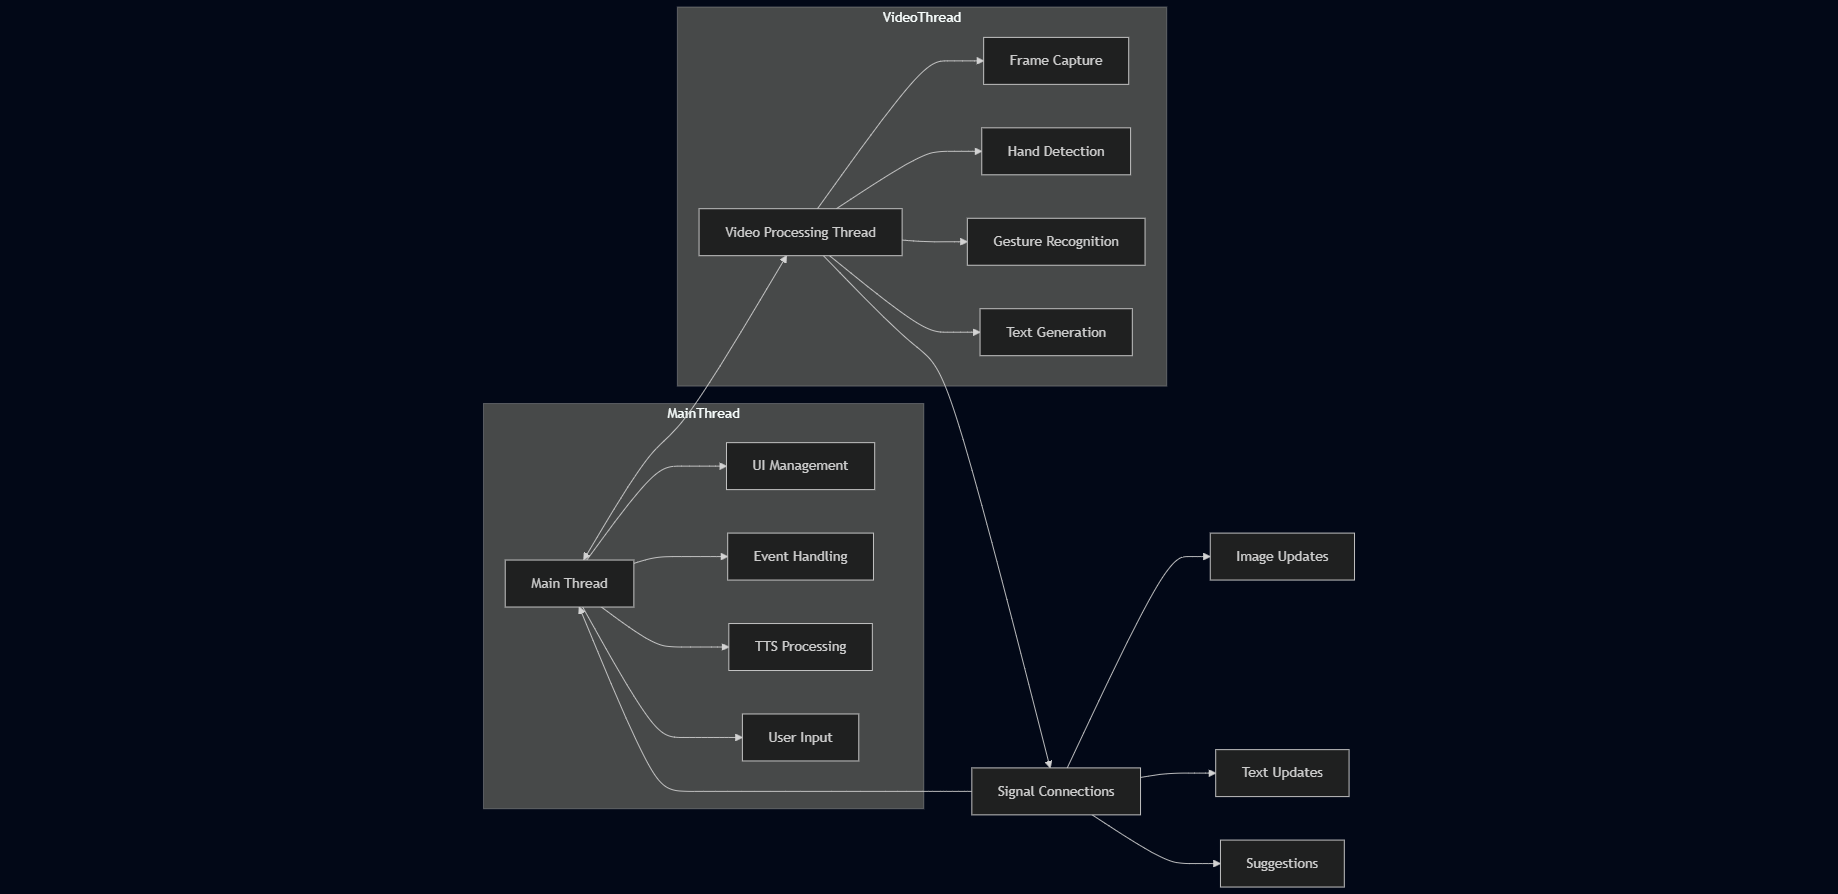 VideoThread
Frame Capture
Hand Detection
Video Processing Thread
Gesture Recognition
Text Generation
MainThread
UI Management
Event Handling
Main Thread
TTS Processing
User Input
Signal Connections
Image Updates
Text Updates
Suggestions